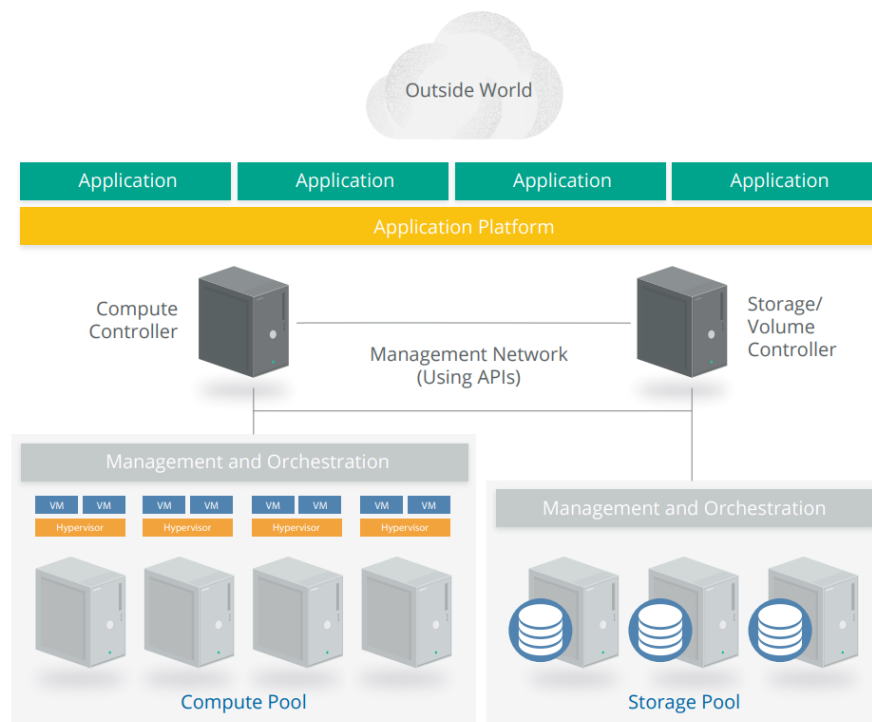 Outside World
Application
Application
Application
Application
Application Platform
Compute
Controller
Storage/
Volume
Controller
Management Network
(Using APIs)
Management and Orchestration
VM VM VM VM VM VM VM VM
Hypervisor Hypervisor Hypervisor Hypervisor
Compute Pool
Management and Orchestration
Storage Pool